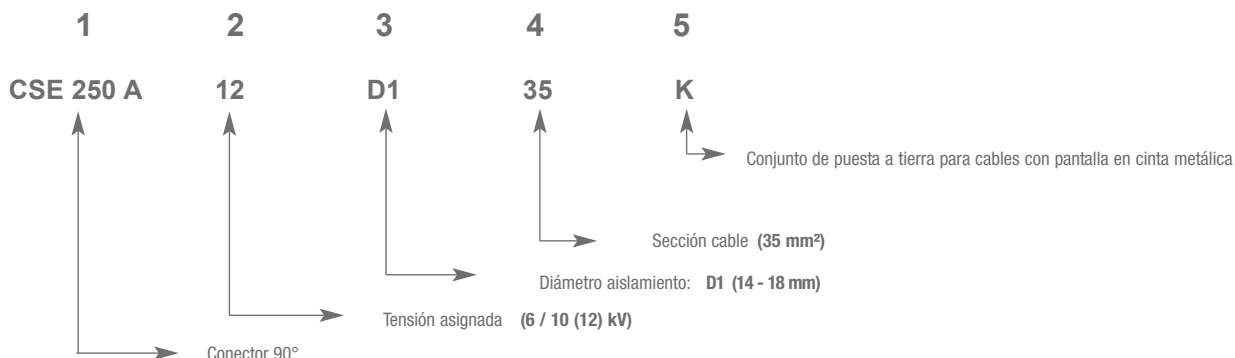 1 2 3 4 5
CSE 250 A 12 D1 35 K
Conjunto de puesta a tierra para cables con pantalla en cinta metálica
Sección cable (35 mm²)
Diámetro aislamiento: D1 (14 - 18 mm)
Tensión asignada (6 / 10 (12) kV)
Conector 90°